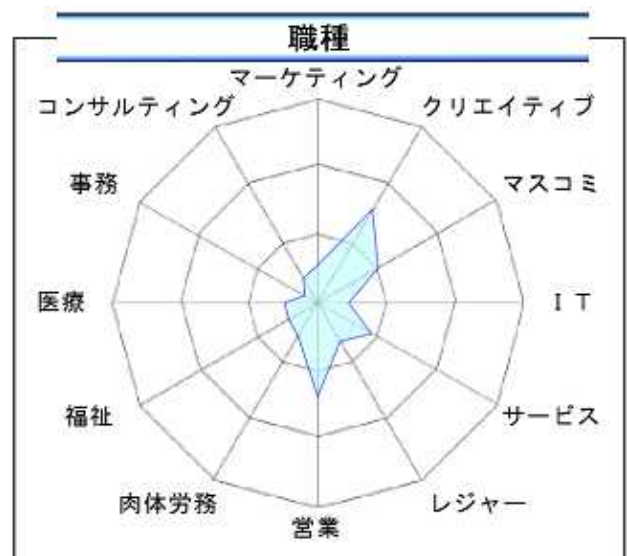 職種
マーケティング
コンサルティング
クリエイティブ
事務
マスコミ
医療
ＩＴ
福祉
サービス
肉体労務
レジャー
営業